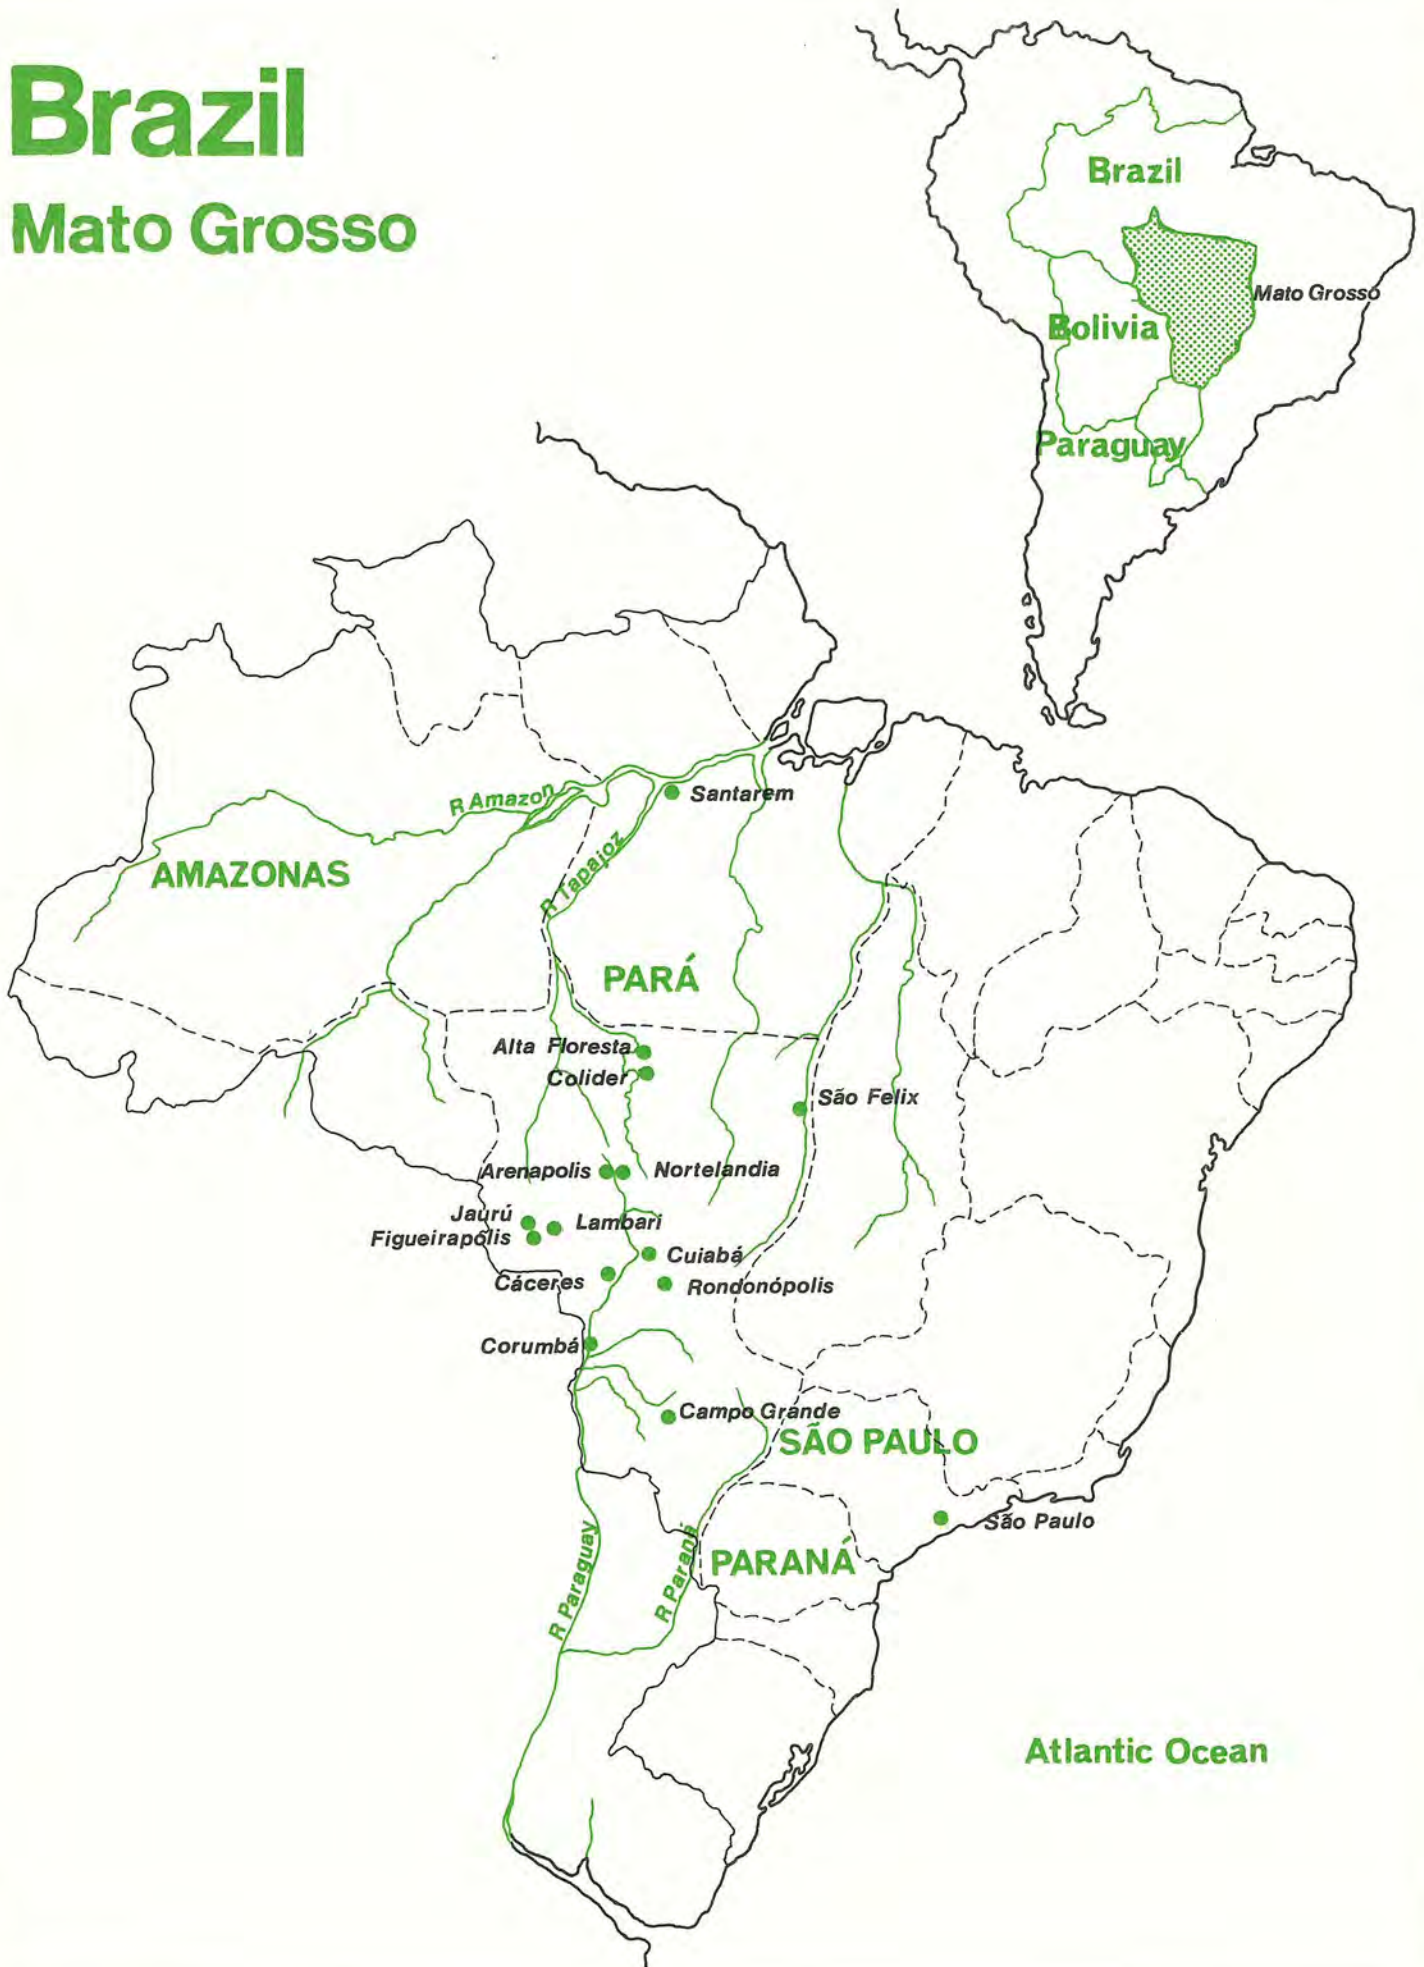 Brazil
Mato Grosso
Brazil
Mato Grosso
Bolivia
Paraguay
R Amazon
Santarem
AMAZONAS
R Tapajoz
PARÁ
Alta Floresta
Colider
São Felix
Arenapolis
Nortelandia
Jaurú
Lambari
Figueirapólis
Cuiabá
Cáceres
Rondonópolis
Corumbá
Campo Grande
SÃO PAULO
São Paulo
PARANÁ
R Paraguay
R Paraná
Atlantic Ocean